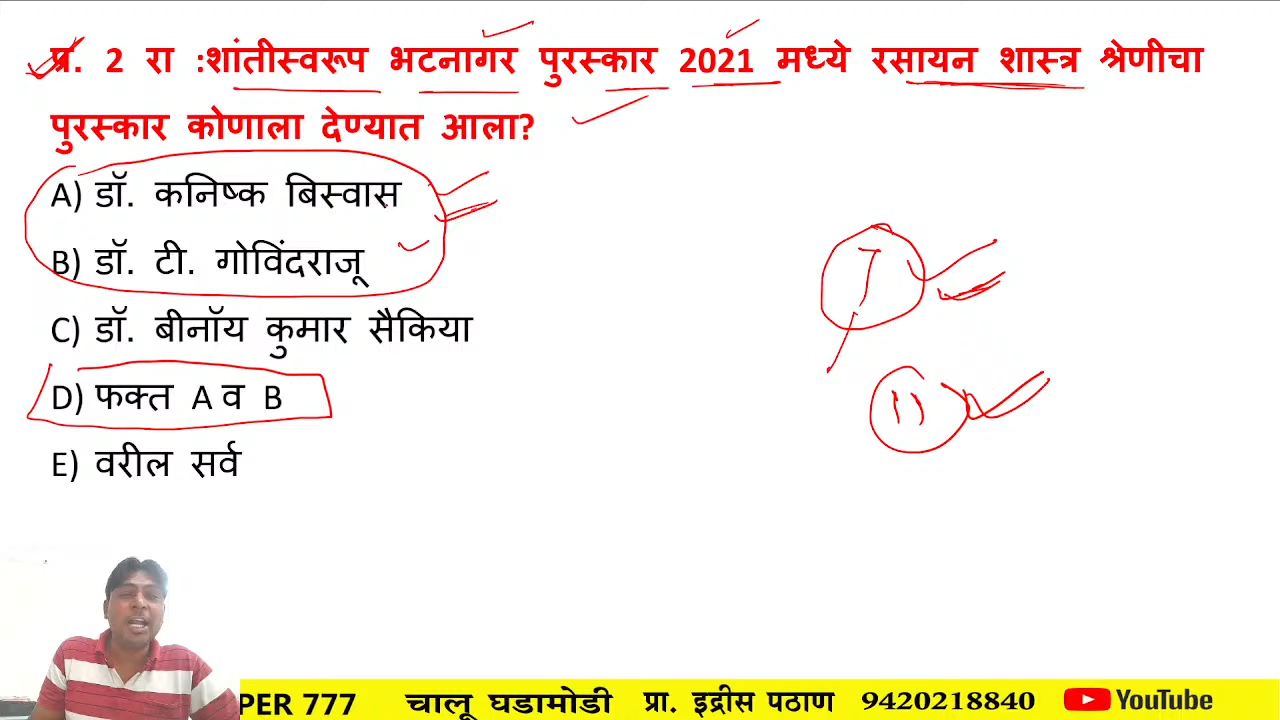 प्र. 2 रा :शांतीस्वरूप भटनागर पुरस्कार 2021 मध्ये रसायन शास्त्र श्रेणीचा
पुरस्कार कोणाला देण्यात आला?
A) डॉ. कनिष्क बिस्वास
B) डॉ. टी. गोविंदराजू
C) डॉ. बीनॉय कुमार सैकिया
D) फक्त A व B
E) वरील सर्व
I
11
PER 777 चालू घडामोडी प्रा. इद्रीस पठाण 9420218840 YouTube